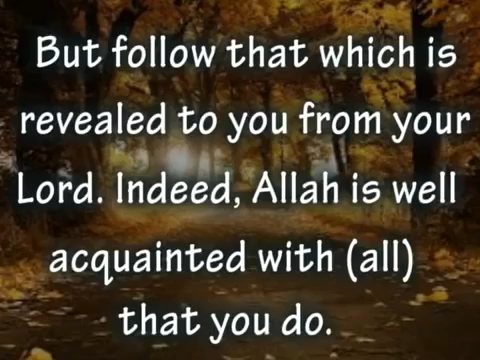 But follow that which is
revealed to you from your
Lord. Indeed, Allah is well
acquainted with (all)
that you do.